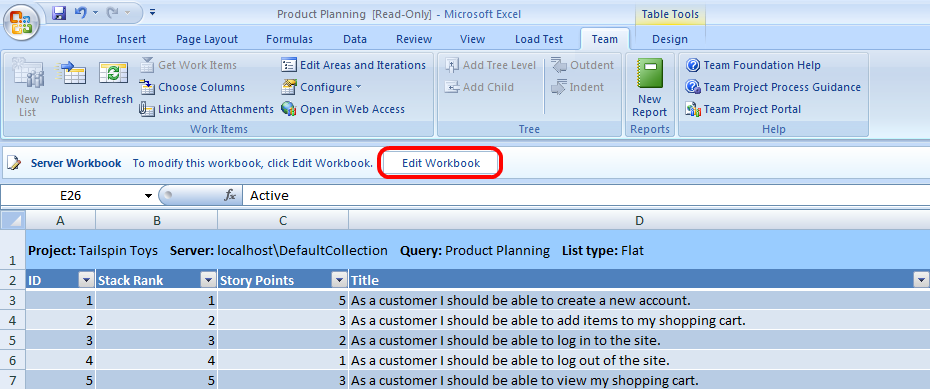 Product Planning [Read-Only] - Microsoft Excel
Table Tools
Home Insert Page Layout Formulas Data Review View Load Test Team Design
New List
Publish
Refresh
Get Work Items
Choose Columns
Links and Attachments
Edit Areas and Iterations
Configure
Open in Web Access
Work Items
Add Tree Level
Add Child
Outdent
Indent
Tree
New Report
Reports
Team Foundation Help
Team Project Process Guidance
Team Project Portal
Help
Server Workbook To modify this workbook, click Edit Workbook. Edit Workbook
E26 fx Active
A B C D
1 Project: Tailspin Toys Server: localhost\DefaultCollection Query: Product Planning List type: Flat
2 ID Stack Rank Story Points Title
3 1 1 5 As a customer I should be able to create a new account.
4 2 2 3 As a customer I should be able to add items to my shopping cart.
5 3 3 2 As a customer I should be able to log in to the site.
6 4 4 1 As a customer I should be able to log out of the site.
7 5 5 3 As a customer I should be able to view my shopping cart.